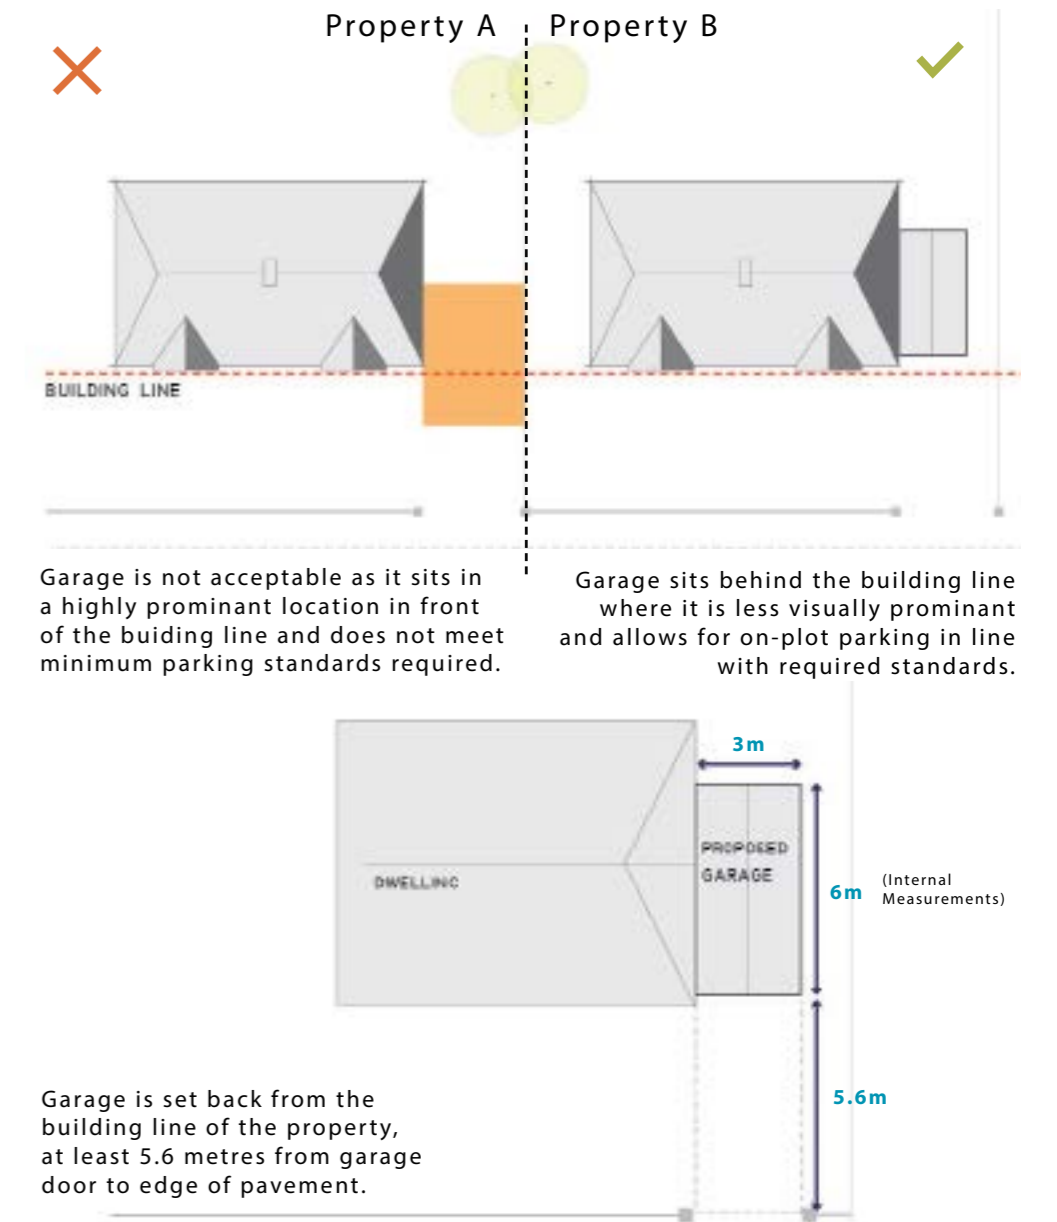 Property A
Property B
BUILDING LINE
Garage is not acceptable as it sits in
a highly prominant location in front
of the buiding line and does not meet
minimum parking standards required.
Garage sits behind the building line
where it is less visually prominant
and allows for on-plot parking in line
with required standards.
3m
PROPOSED
GARAGE
DWELLING
6m
(Internal
Measurements)
5.6m
Garage is set back from the
building line of the property,
at least 5.6 metres from garage
door to edge of pavement.